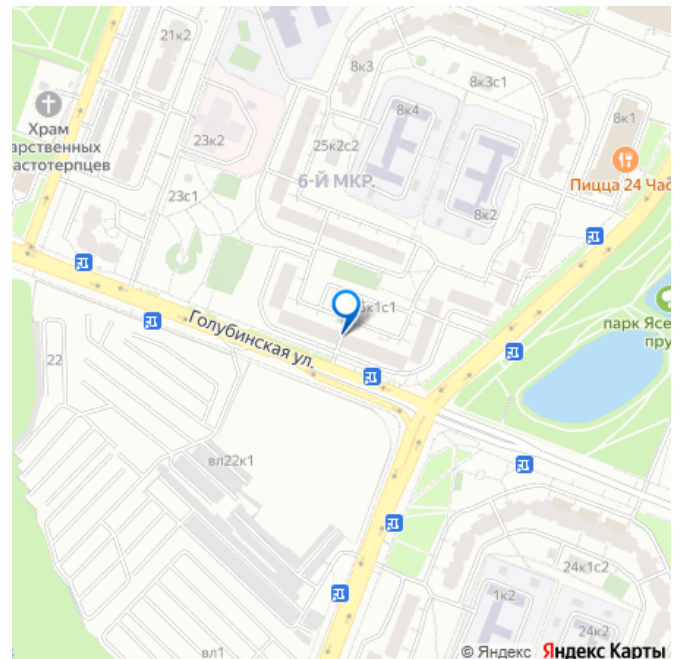 21к2
8к3
8к3с1
8к4
8к1
Храм
арственных
астотерпцев
23к2
25к2с2
Пицца 24 Час
6-Й МКР.
23с1
8к2
5к1с1
Голубинская ул.
парк Ясе
пру
22
вл22к1
24к1с2
1к2
24к2
вл1
© Яндекс Яндекс Карты